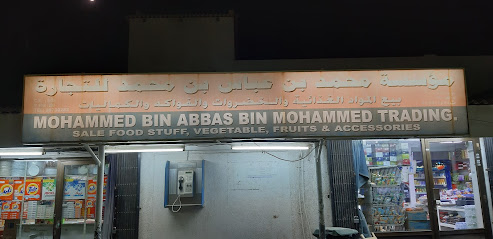 مؤسسة محمد بن عباس بن محمد للتجارة
بيع المواد الغذائية والخضروات والفواكه والكماليات
MOHAMMED BIN ABBAS BIN MOHAMMED TRADING.
SALE FOOD STUFF, VEGETABLE, FRUITS & ACCESSORIES